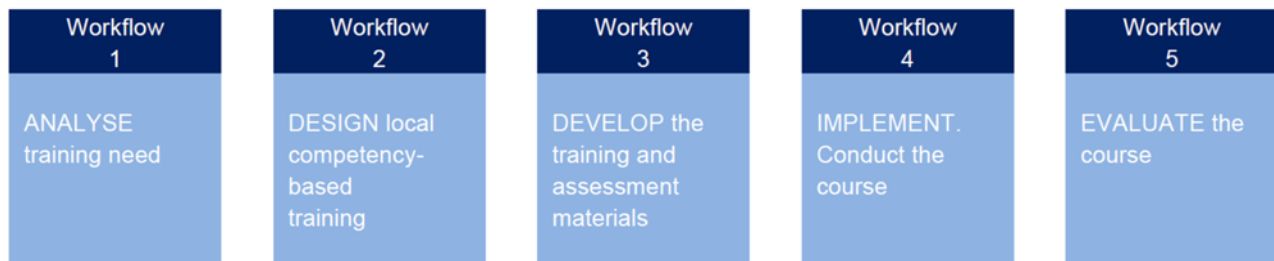 Workflow
1
ANALYSE
training need
Workflow
2
DESIGN local
competency-
based
training
Workflow
3
DEVELOP the
training and
assessment
materials
Workflow
4
IMPLEMENT.
Conduct the
course
Workflow
5
EVALUATE the
course